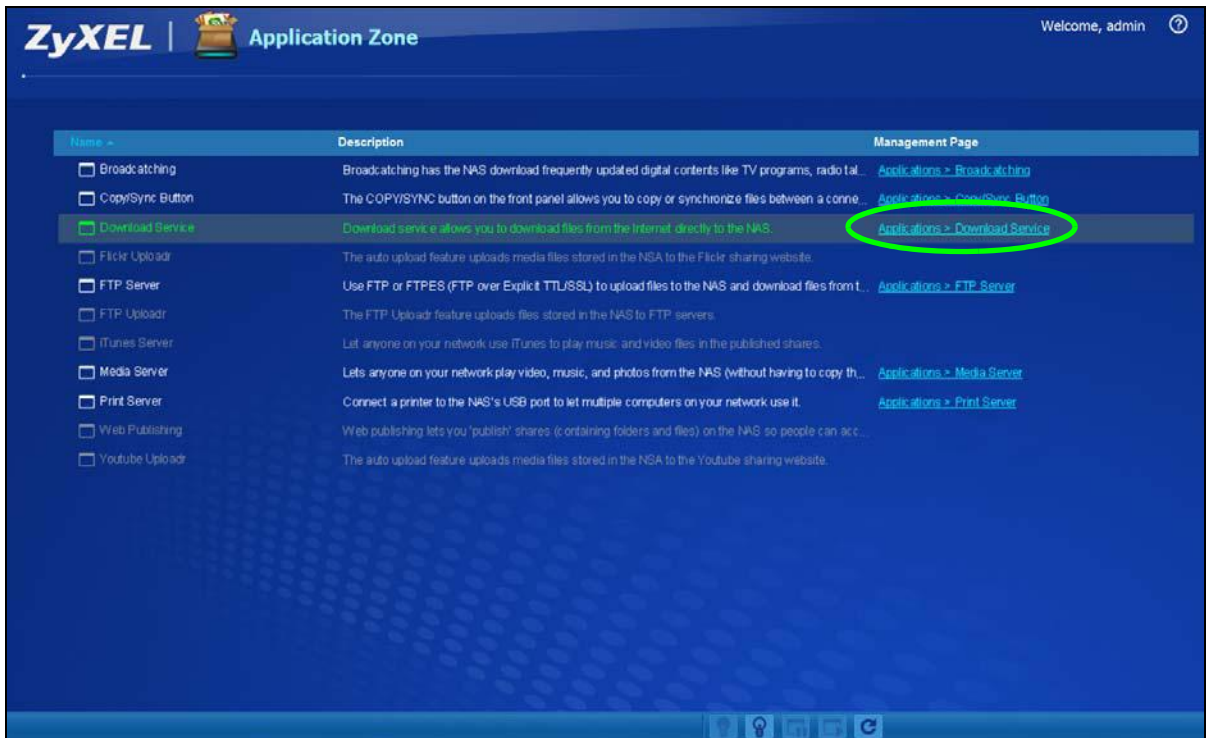 ZyXEL | Application Zone
Welcome, admin ?
Name Description Management Page
Broadcatching Broadcatching has the NAS download frequently updated digital contents like TV programs, radio tal... Applications > Broadcatching
Copy/Sync Button The COPY/SYNC button on the front panel allows you to copy or synchronize files between a conne... Applications > Copy/Sync Button
Download Service Download service allows you to download files from the Internet directly to the NAS. Applications > Download Service
Flickr Uploadr The auto upload feature uploads media files stored in the NSA to the Flickr sharing website.
FTP Server Use FTP or FTPES (FTP over Explicit TTL/SSL) to upload files to the NAS and download files from t... Applications > FTP Server
FTP Uploadr The FTP Uploadr feature uploads files stored in the NAS to FTP servers.
iTunes Server Let anyone on your network use iTunes to play music and video files in the published shares.
Media Server Lets anyone on your network play video, music, and photos from the NAS (without having to copy th... Applications > Media Server
Print Server Connect a printer to the NAS's USB port to let multiple computers on your network use it. Applications > Print Server
Web Publishing Web publishing lets you 'publish' shares (containing folders and files) on the NAS so people can acc...
Youtube Uploadr The auto upload feature uploads media files stored in the NSA to the Youtube sharing website.